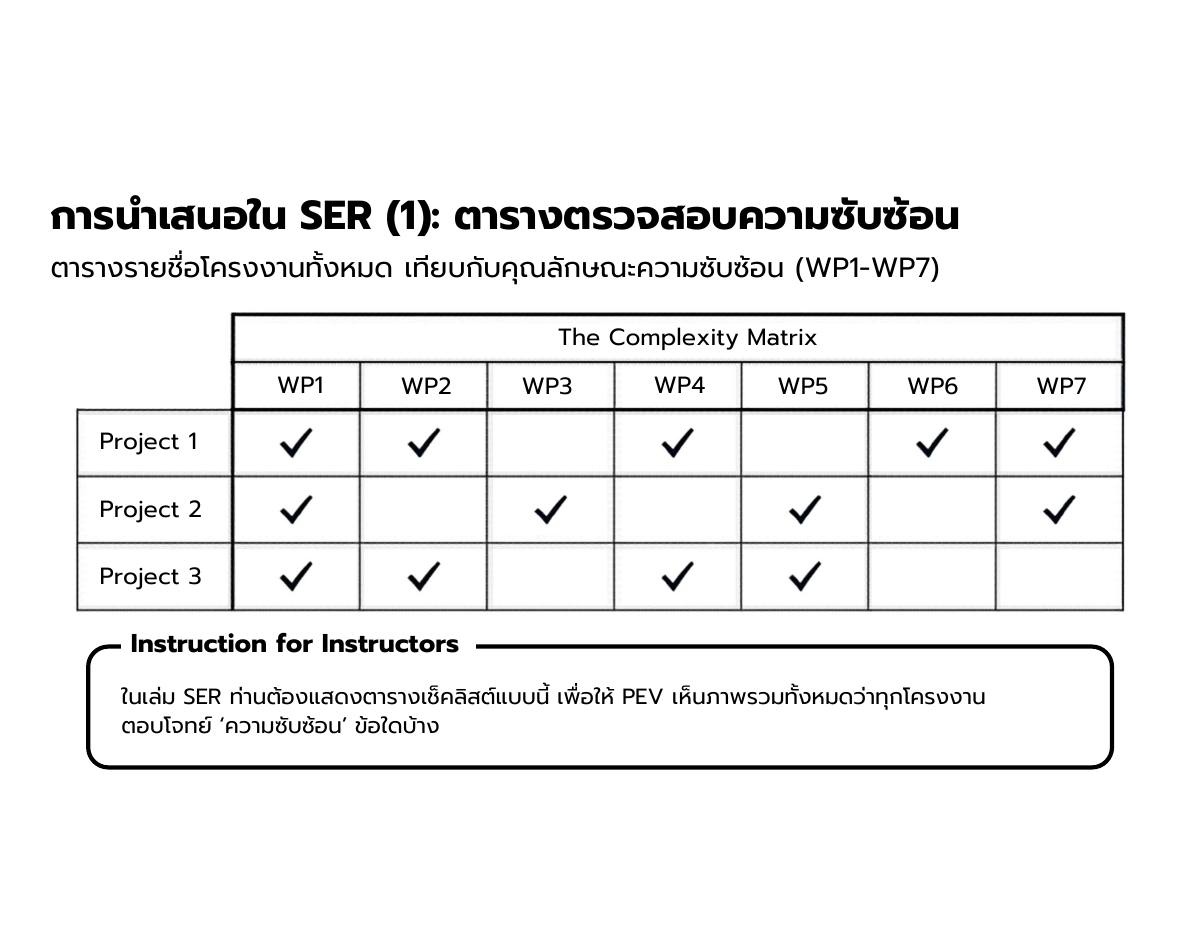 การนำเสนอใน SER (1): ตารางตรวจสอบความซับซ้อน
ตารางรายชื่อโครงงานทั้งหมด เทียบกับคุณลักษณะความซับซ้อน (WP1-WP7)
The Complexity Matrix
WP1 WP2 WP3 WP4 WP5 WP6 WP7
Project 1 ✓ ✓ ✓ ✓ ✓
Project 2 ✓ ✓ ✓ ✓
Project 3 ✓ ✓ ✓ ✓
Instruction for Instructors
ในเล่ม SER ท่านต้องแสดงตารางเช็คลิสต์แบบนี้ เพื่อให้ PEV เห็นภาพรวมทั้งหมดว่าทุกโครงงาน
ตอบโจทย์ ‘ความซับซ้อน’ ข้อใดบ้าง